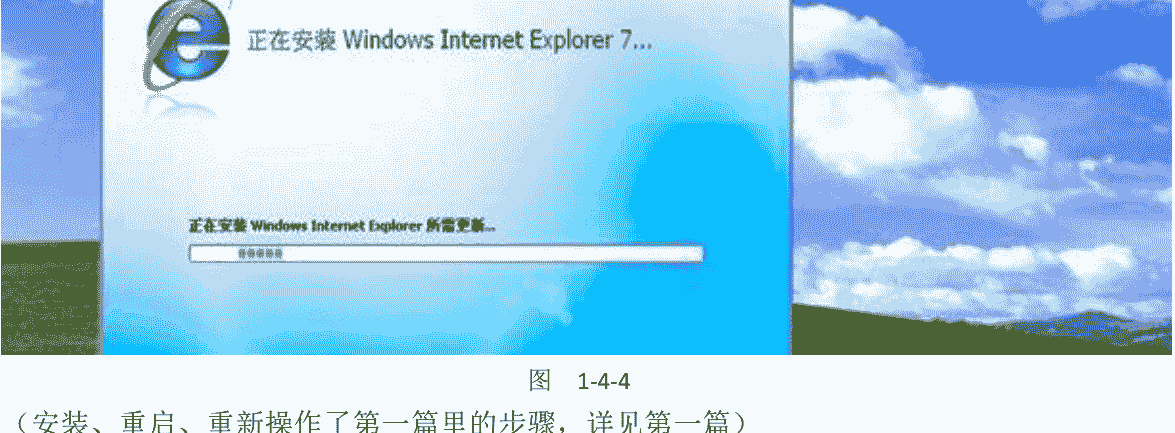 正在安装 Windows Internet Explorer 7...
正在安装 Windows Internet Explorer 所需更新...
图 1-4-4
（安装、重启、重新操作了第一篇里的步骤，详见第一篇）